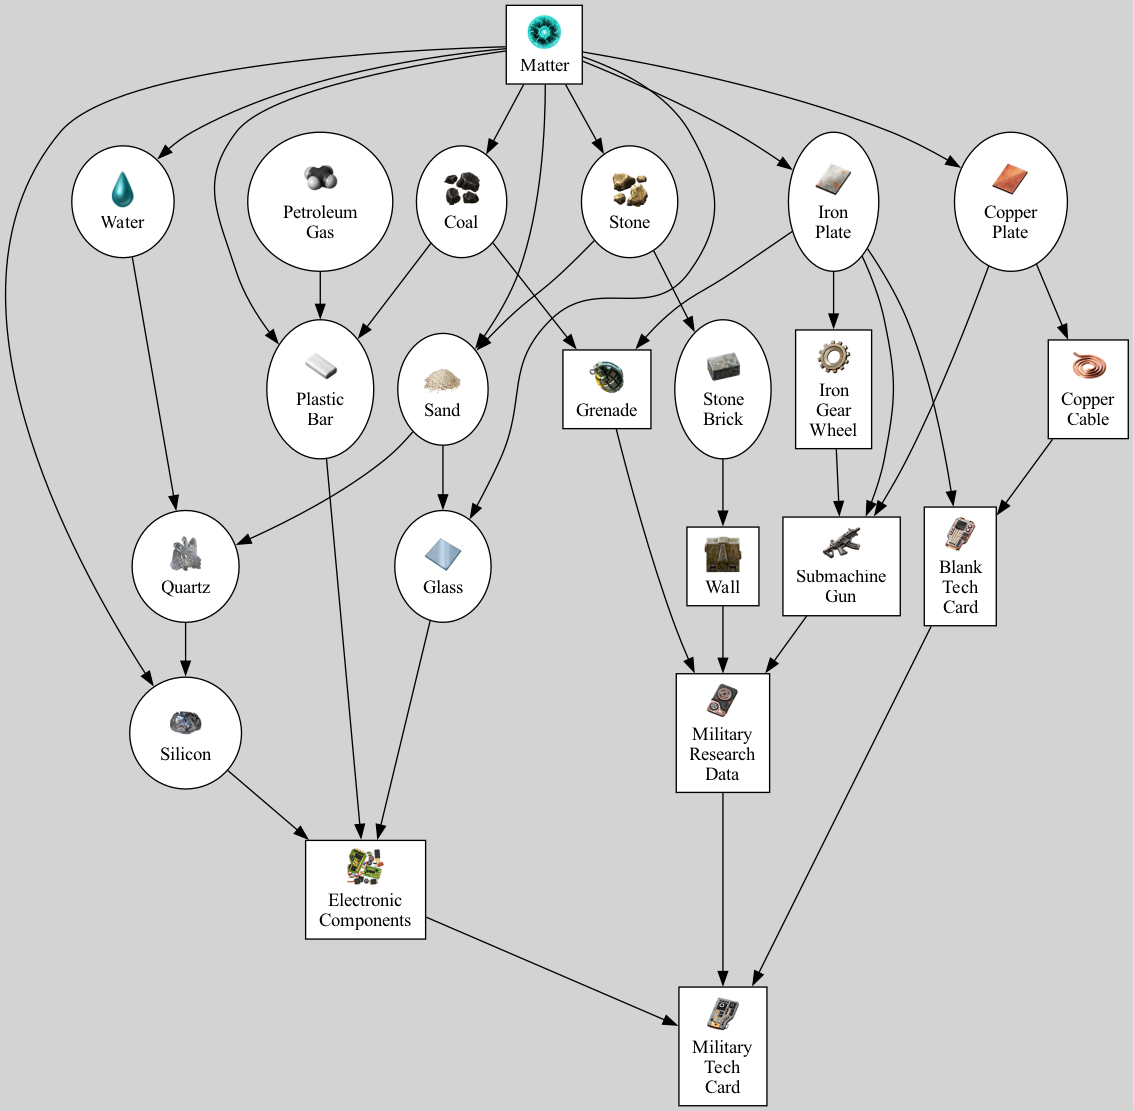 Matter
Water
Petroleum
Gas
Coal
Stone
Iron
Plate
Copper
Plate
Plastic
Bar
Sand
Grenade
Stone
Brick
Iron
Gear
Wheel
Copper
Cable
Quartz
Glass
Wall
Submachine
Gun
Blank
Tech
Card
Silicon
Military
Research
Data
Electronic
Components
Military
Tech
Card